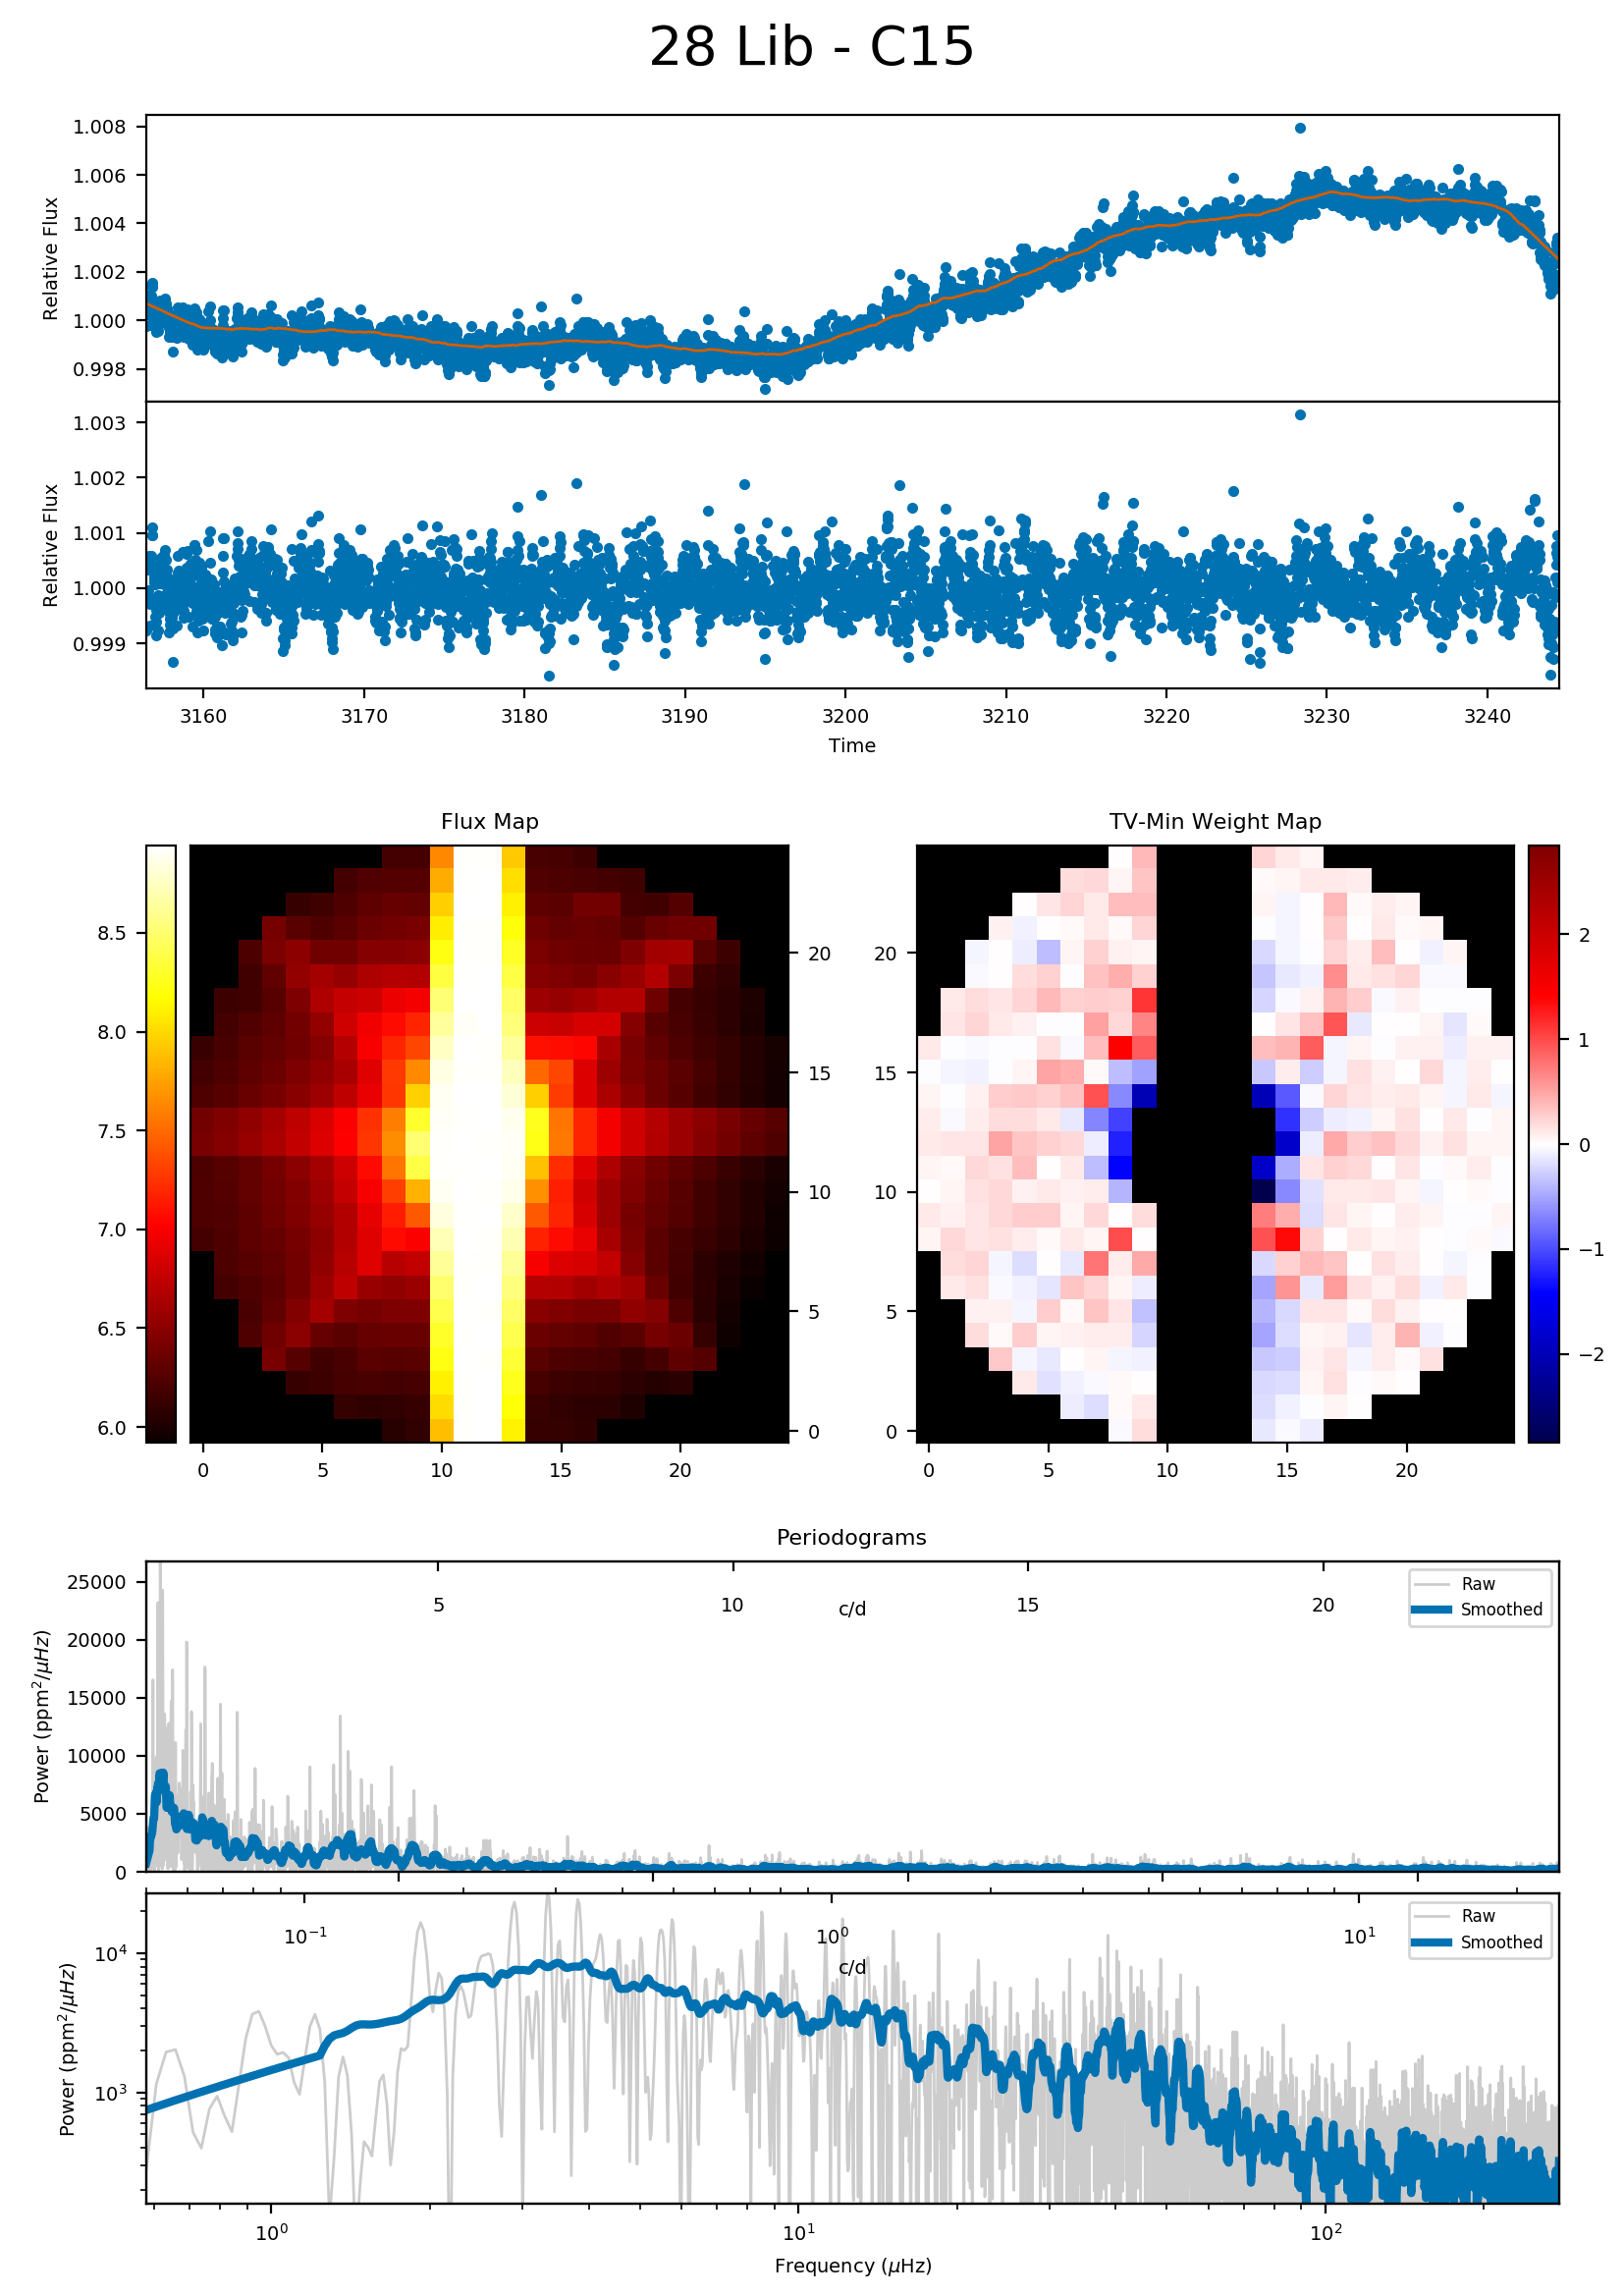 28 Lib - C15
1.008
1.006
1.004
1.002
1.000
0.998
Relative Flux
1.003
1.002
1.001
1.000
0.999
Relative Flux
3160 3170 3180 3190 3200 3210 3220 3230 3240
Time
Flux Map
8.5
8.0
7.5
7.0
6.5
6.0
20
15
10
5
0
0 5 10 15 20
TV-Min Weight Map
20
15
10
5
0
0 5 10 15 20
2
1
0
−1
−2
Periodograms
25000
20000
15000
10000
5000
0
Power (ppm²/μHz)
5 10 15 20
c/d
Raw
Smoothed
10⁴
10³
Power (ppm²/μHz)
10⁻¹ 10⁰ 10¹
c/d
Raw
Smoothed
10⁰ 10¹ 10²
Frequency (μHz)